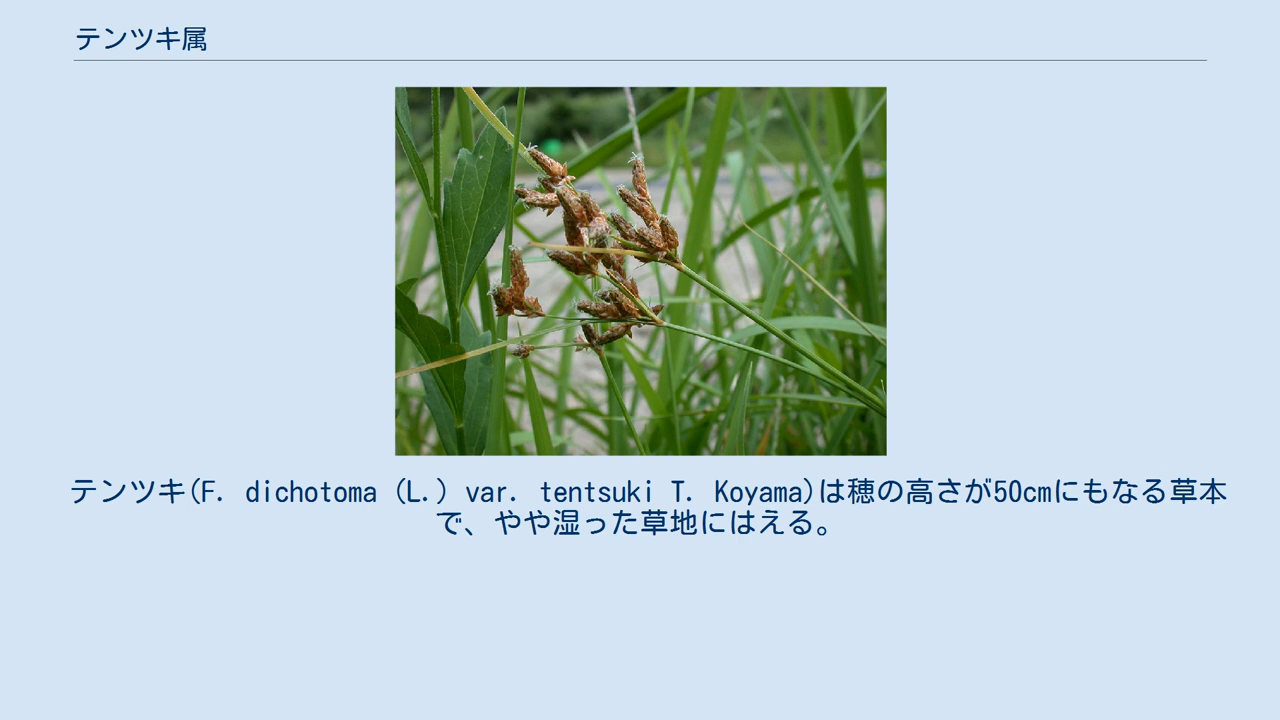 テンツキ属
テンツキ(F. dichotoma (L.) var. tentsuki T. Koyama)は穂の高さが50cmにもなる草本
で、やや湿った草地にはえる。